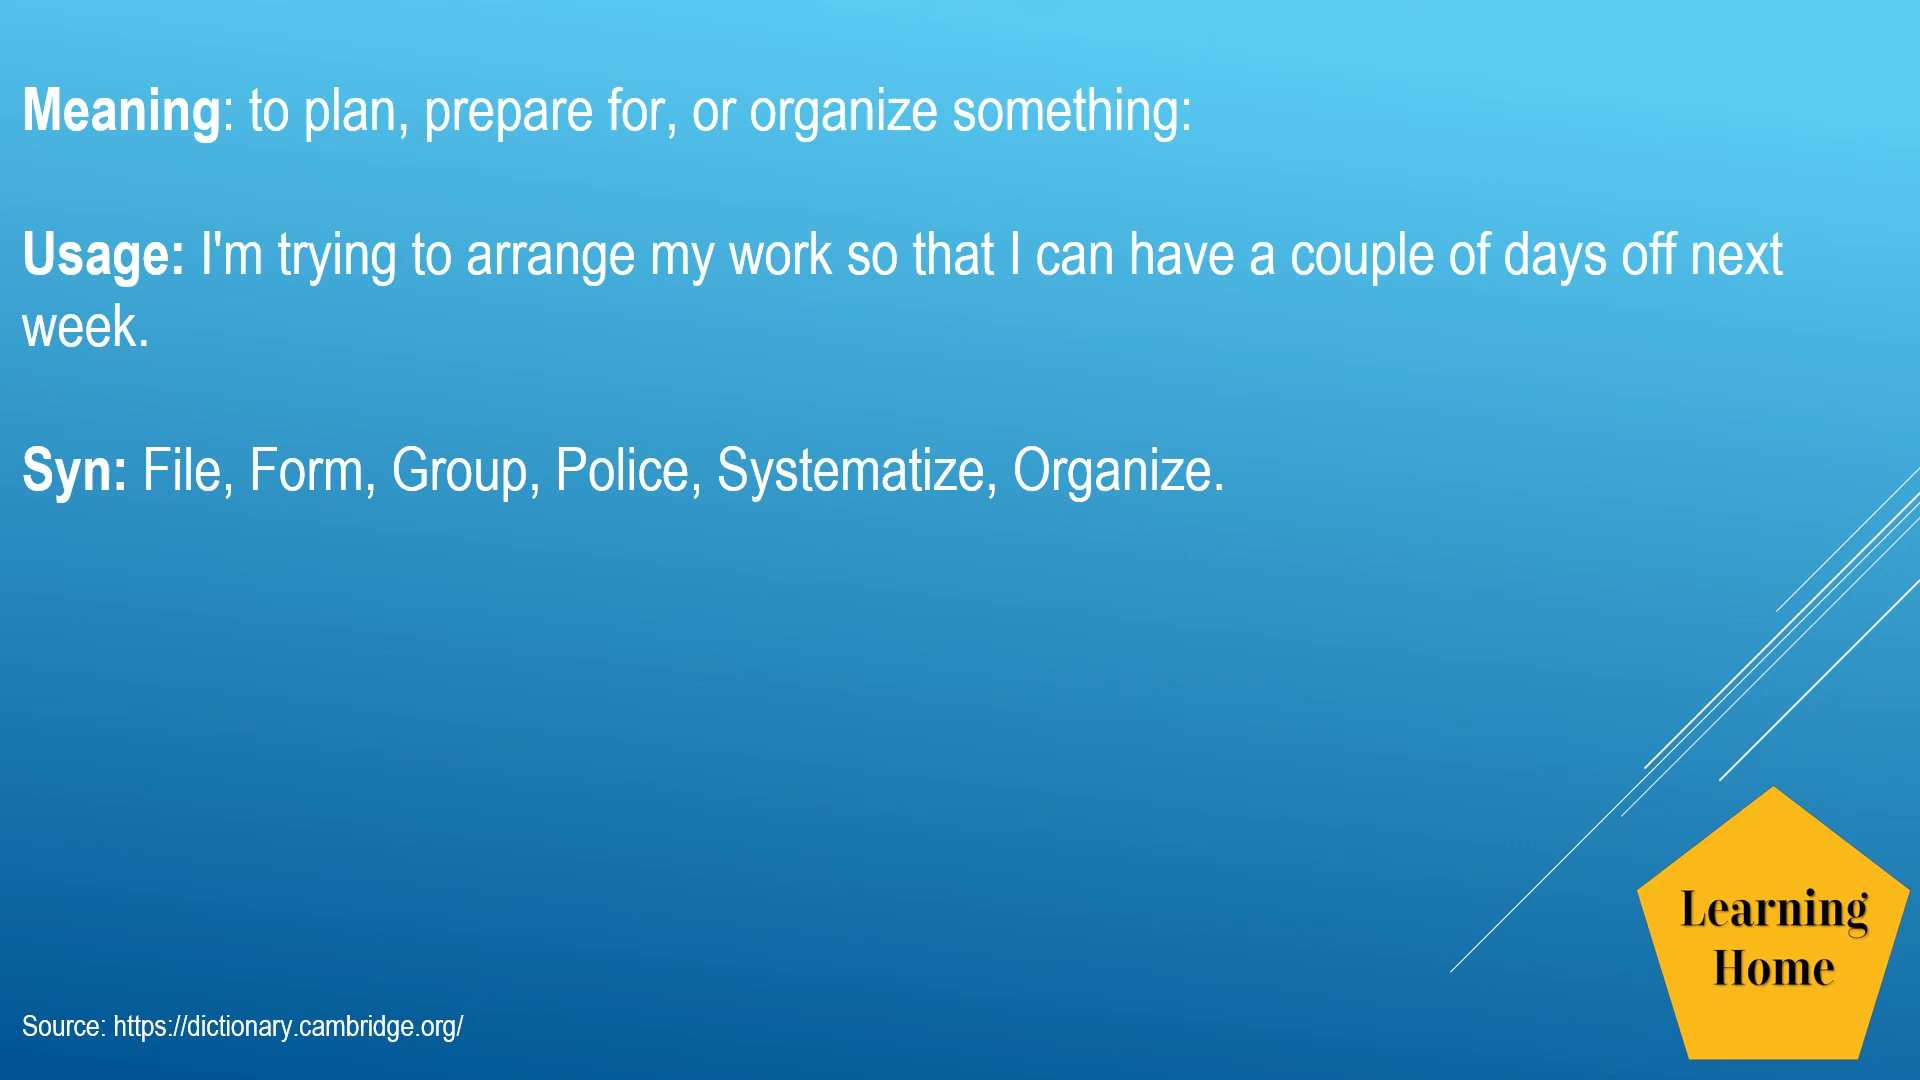 Meaning: to plan, prepare for, or organize something:
Usage: I'm trying to arrange my work so that I can have a couple of days off next
week.
Syn: File, Form, Group, Police, Systematize, Organize.
Learning
Home
Source: https://dictionary.cambridge.org/